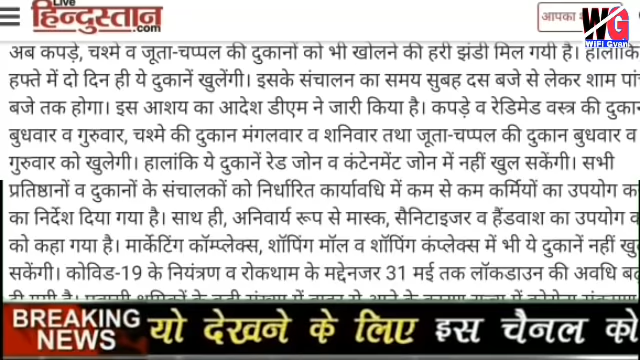 Live
हिन्दुस्तान
.com
आपका
WG
WiFi Gyan
अब कपड़े, चश्मे व जूता-चप्पल की दुकानों को भी खोलने की हरी झंडी मिल गयी है। हालांकि
हफ्ते में दो दिन ही ये दुकानें खुलेंगी। इसके संचालन का समय सुबह दस बजे से लेकर शाम
बजे तक होगा। इस आशय का आदेश डीएम ने जारी किया है। कपड़े व रेडिमेड वस्त्र की
बुधवार व गुरुवार, चश्मे की दुकान मंगलवार व शनिवार तथा जूता-चप्पल की दुकान बुधवार व
गुरुवार को खुलेगी। हालांकि ये दुकानें रेड जोन व कंटेनमेंट जोन में नहीं खुल सकेंगी। सभी
प्रतिष्ठानों व दुकानों के संचालकों को निर्धारित कार्यावधि में कम से कम कर्मियों का उपयोग
का निर्देश दिया गया है। साथ ही, अनिवार्य रूप से मास्क, सैनिटाइजर व हैंडवाश का उपयोग
को कहा गया है। मार्केटिंग कॉम्प्लेक्स, शॉपिंग मॉल व शॉपिंग कंप्लेक्स में भी ये दुकानें नहीं
सकेंगी। कोविड-19 के नियंत्रण व रोकथाम के मद्देनजर 31 मई तक लॉकडाउन की अवधि
BREAKING
NEWS
यो देखने के लिए इस चैनल को